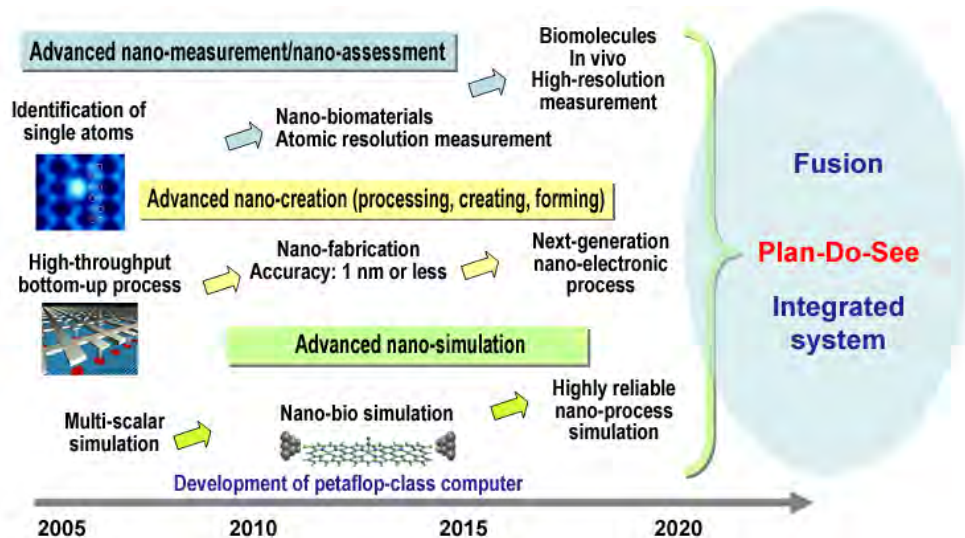 Advanced nano-measurement/nano-assessment
Biomolecules
In vivo
High-resolution
measurement
Identification of
single atoms
Nano-biomaterials
Atomic resolution measurement
Advanced nano-creation (processing, creating, forming)
High-throughput
bottom-up process
Nano-fabrication
Accuracy: 1 nm or less
Next-generation
nano-electronic
process
Advanced nano-simulation
Multi-scalar
simulation
Nano-bio simulation
Highly reliable
nano-process
simulation
Development of petaflop-class computer
Fusion
Plan-Do-See
Integrated
system
2005
2010
2015
2020